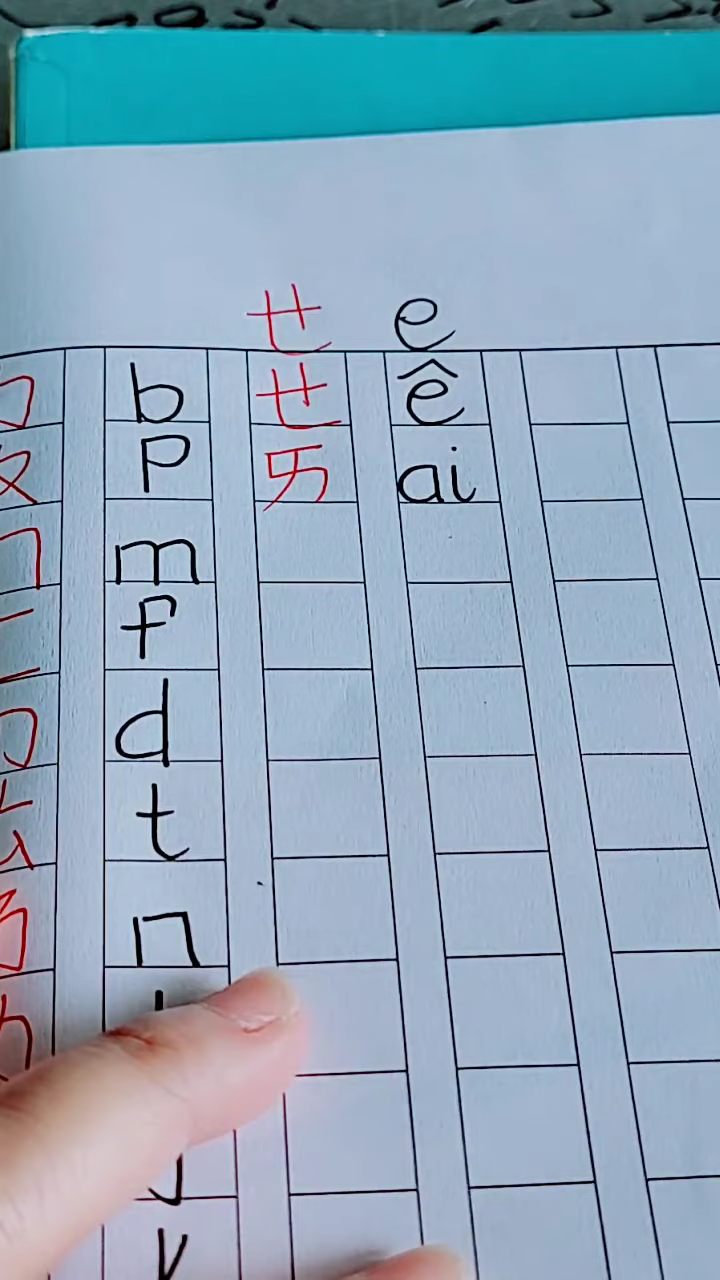 ㄝ e
ㄅ b ㄝ ê
ㄆ p ㄞ ai
ㄇ m
ㄈ f
ㄉ d
ㄊ t
ㄋ n
ㄌ